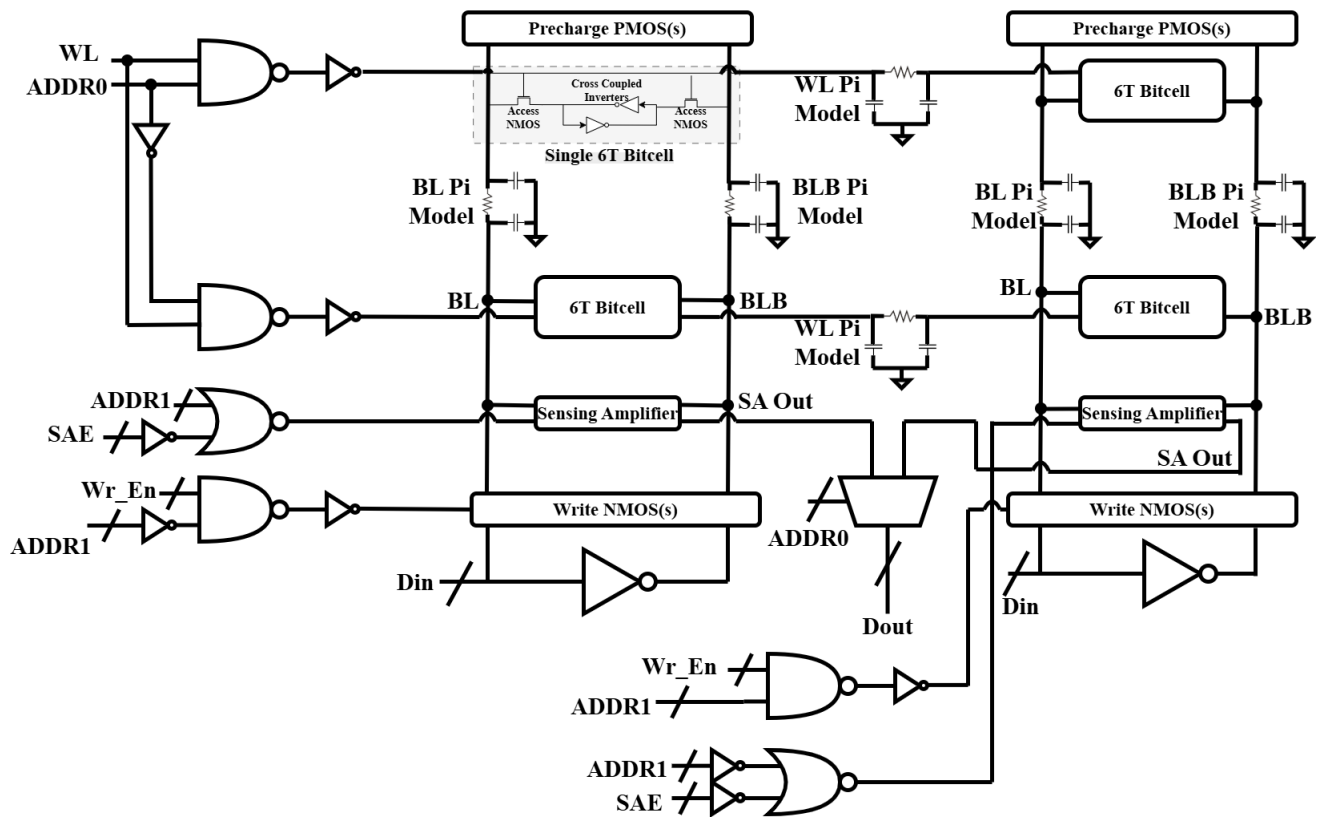 Precharge PMOS(s)
Precharge PMOS(s)
WL
ADDR0
Cross Coupled
Inverters
Access
NMOS
Access
NMOS
Single 6T Bitcell
WL Pi
Model
6T Bitcell
BL Pi
Model
BLB Pi
Model
BL Pi
Model
BLB Pi
Model
BL
6T Bitcell
BLB
WL Pi
Model
BL
6T Bitcell
BLB
ADDR1
SAE
Sensing Amplifier
SA Out
Sensing Amplifier
SA Out
Wr_En
ADDR1
Write NMOS(s)
ADDR0
Write NMOS(s)
Din
Dout
Din
Wr_En
ADDR1
ADDR1
SAE